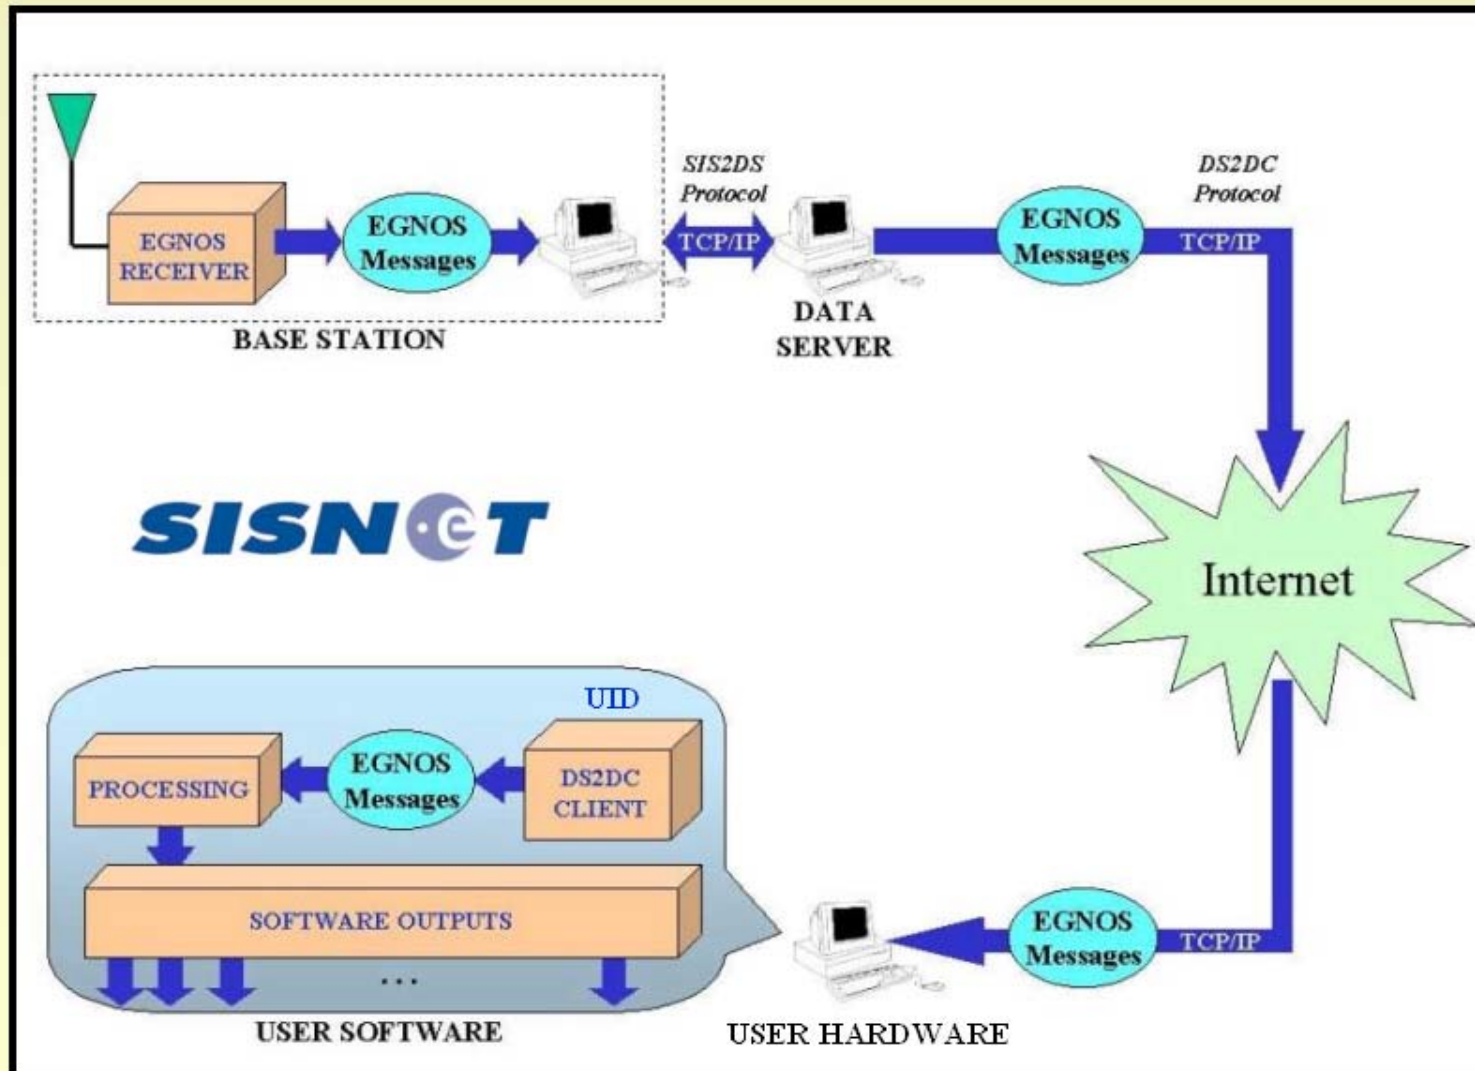 SIS2DS
Protocol
DS2DC
Protocol
EGNOS
RECEIVER
EGNOS
Messages
TCP/IP
EGNOS
Messages
TCP/IP
BASE STATION
DATA
SERVER
SISNeT
Internet
UID
PROCESSING
EGNOS
Messages
DS2DC
CLIENT
SOFTWARE OUTPUTS
...
USER SOFTWARE
EGNOS
Messages
TCP/IP
USER HARDWARE